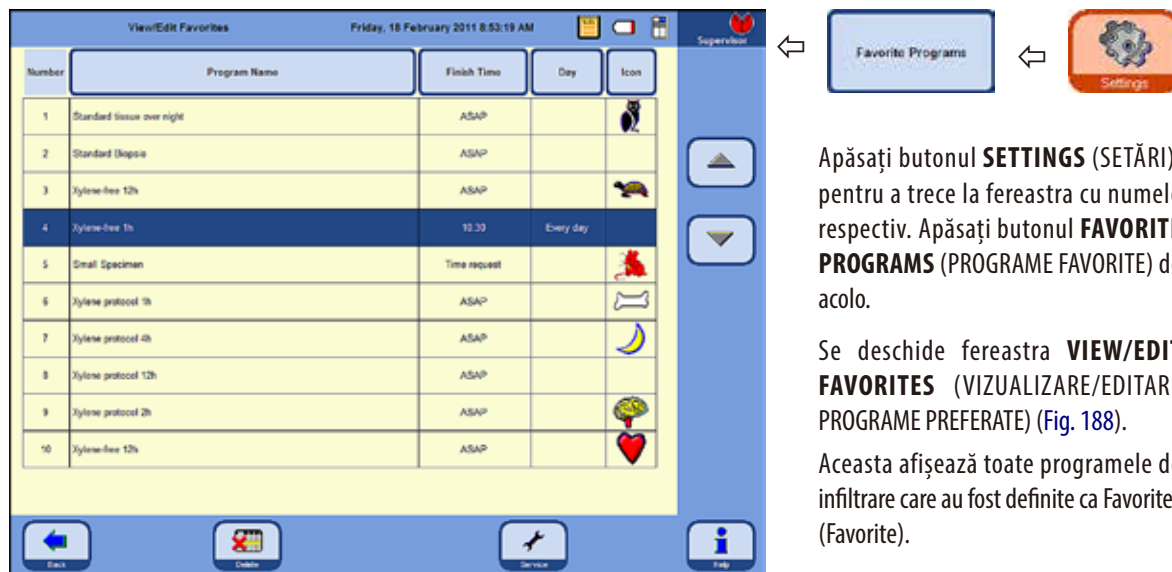 View/Edit Favorites Friday, 18 February 2011 8:53:19 AM Supervisor
Number Program Name Finish Time Day Icon
1 Standard tissue over night ASAP
2 Standard Biopsie ASAP
3 Xylene-free 12h ASAP
4 Xylene-free 1h 10:30 Every day
5 Small Specimen Time request
6 Xylene protocol 1h ASAP
7 Xylene protocol 4h ASAP
8 Xylene protocol 12h ASAP
9 Xylene protocol 2h ASAP
10 Xylene-free 12h ASAP
Back Delete Service Help
Favorite Programs Settings
Apăsați butonul SETTINGS (SETĂRI)
pentru a trece la fereastra cu numel
respectiv. Apăsați butonul FAVORIT
PROGRAMS (PROGRAME FAVORITE) d
acolo.
Se deschide fereastra VIEW/EDIT
FAVORITES (VIZUALIZARE/EDITAR
PROGRAME PREFERATE) (Fig. 188).
Aceasta afișează toate programele d
infiltrare care au fost definite ca Favorite
(Favorite).